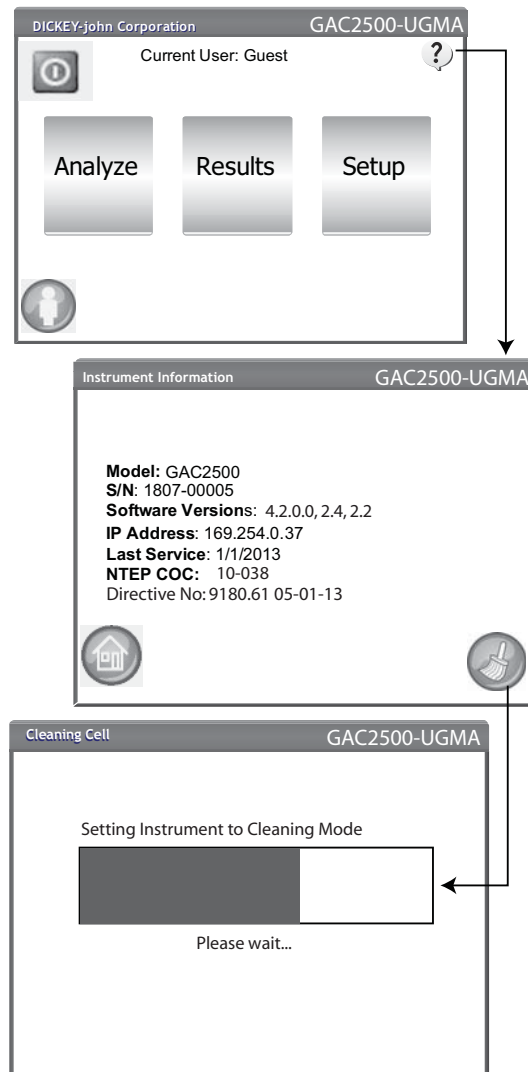 DICKEY-john Corporation GAC2500-UGMA
Current User: Guest
?
Analyze Results Setup
Instrument Information GAC2500-UGMA
Model: GAC2500
S/N: 1807-00005
Software Versions: 4.2.0.0, 2.4, 2.2
IP Address: 169.254.0.37
Last Service: 1/1/2013
NTEP COC: 10-038
Directive No: 9180.61 05-01-13
Cleaning Cell GAC2500-UGMA
Setting Instrument to Cleaning Mode
Please wait...